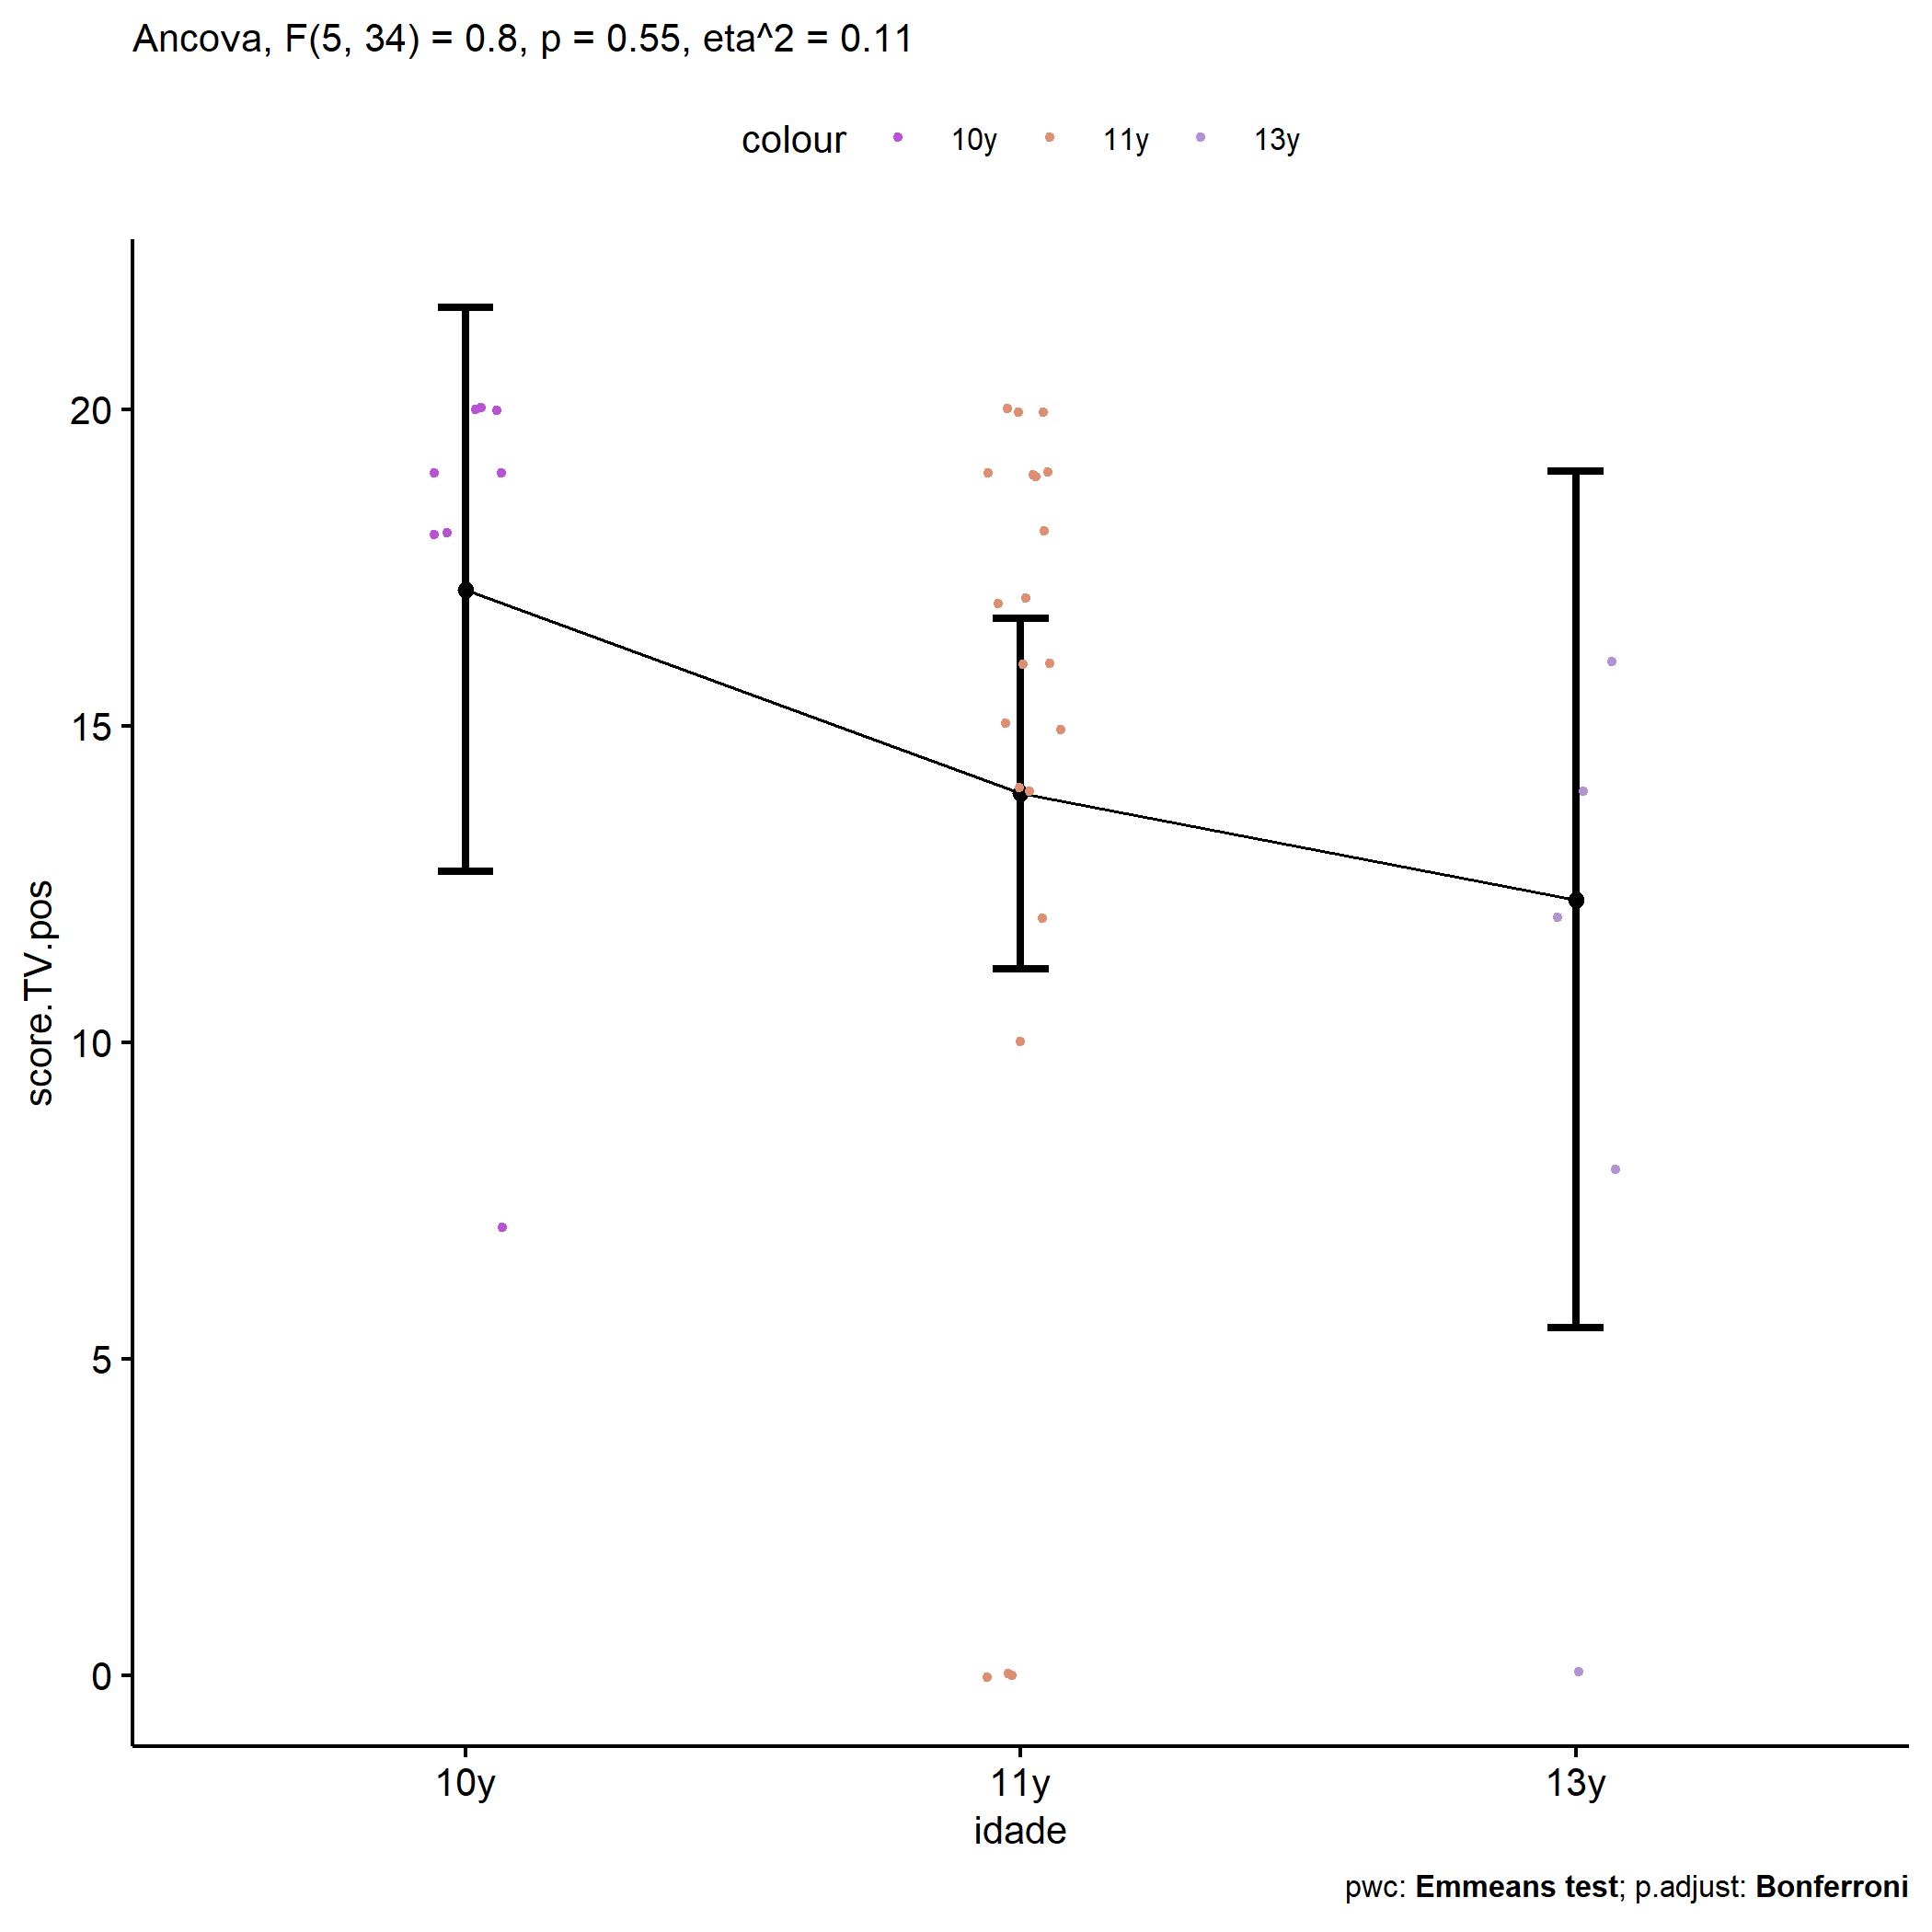 Ancova, F(5, 34) = 0.8, p = 0.55, eta^2 = 0.11
colour 10y 11y 13y
score.TV.pos
20
15
10
5
0
10y 11y 13y
idade
pwc: Emmeans test; p.adjust: Bonferroni